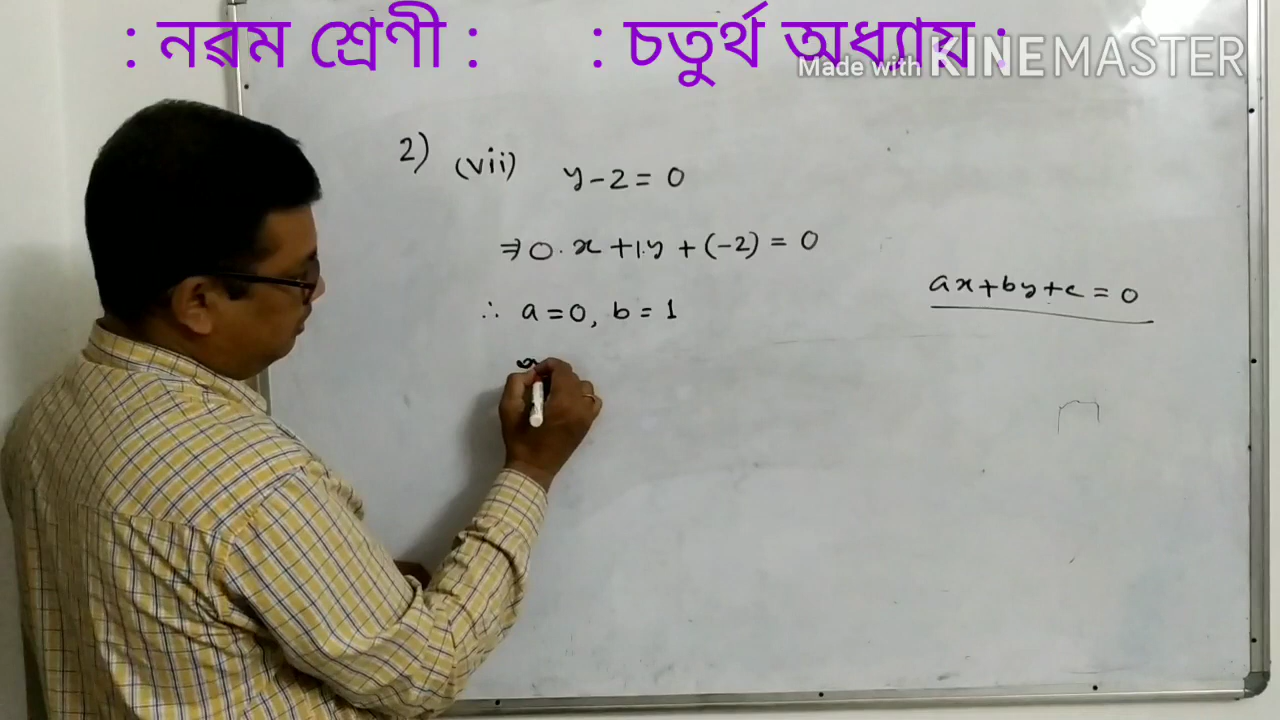 : নৱম শ্ৰেণী : : চতুৰ্থ অধ্যায় :
Made with KINEMASTER
2) (vii) y-2=0
⇒ 0.x+1.y+(-2)=0
∴ a=0, b=1
ax+by+c=0